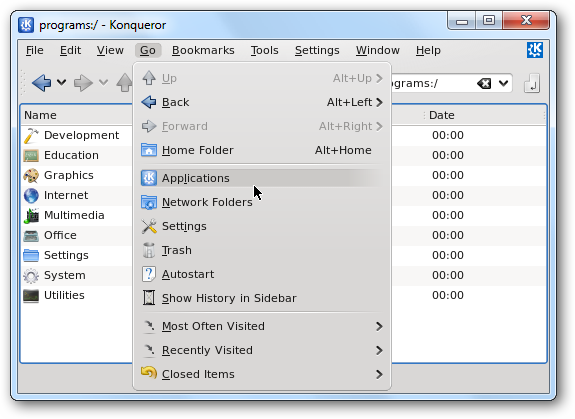 programs:/ - Konqueror
File Edit View Go Bookmarks Tools Settings Window Help
Up Alt+Up
ograms:/
Back Alt+Left
Forward Alt+Right
Home Folder Alt+Home
Applications
Network Folders
Settings
Trash
Autostart
Show History in Sidebar
Most Often Visited
Recently Visited
Closed Items
Name Date
Development 00:00
Education 00:00
Graphics 00:00
Internet 00:00
Multimedia 00:00
Office 00:00
Settings 00:00
System 00:00
Utilities 00:00